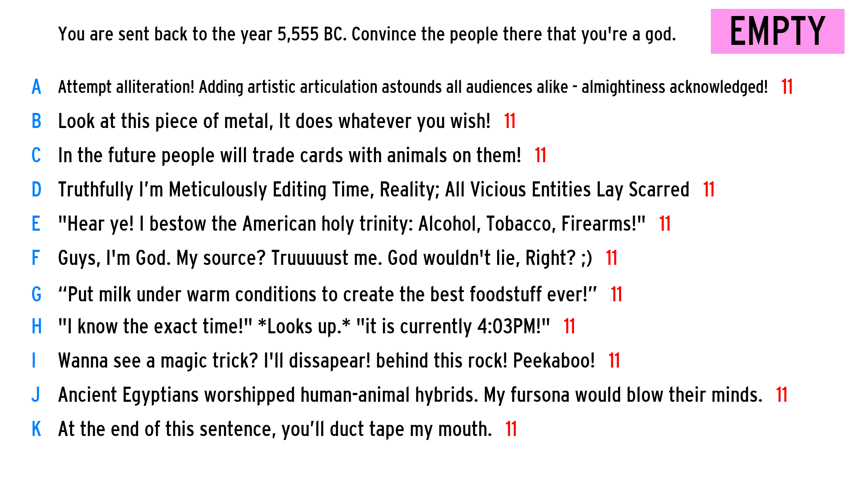 You are sent back to the year 5,555 BC. Convince the people there that you're a god.
EMPTY
A Attempt alliteration! Adding artistic articulation astounds all audiences alike - almightiness acknowledged! 11
B Look at this piece of metal, It does whatever you wish! 11
C In the future people will trade cards with animals on them! 11
D Truthfully I’m Meticulously Editing Time, Reality; All Vicious Entities Lay Scarred 11
E "Hear ye! I bestow the American holy trinity: Alcohol, Tobacco, Firearms!" 11
F Guys, I'm God. My source? Truuuuust me. God wouldn't lie, Right? ;) 11
G “Put milk under warm conditions to create the best foodstuff ever!” 11
H "I know the exact time!" *Looks up.* "it is currently 4:03PM!" 11
I Wanna see a magic trick? I'll dissapear! behind this rock! Peekaboo! 11
J Ancient Egyptians worshipped human-animal hybrids. My fursona would blow their minds. 11
K At the end of this sentence, you’ll duct tape my mouth. 11